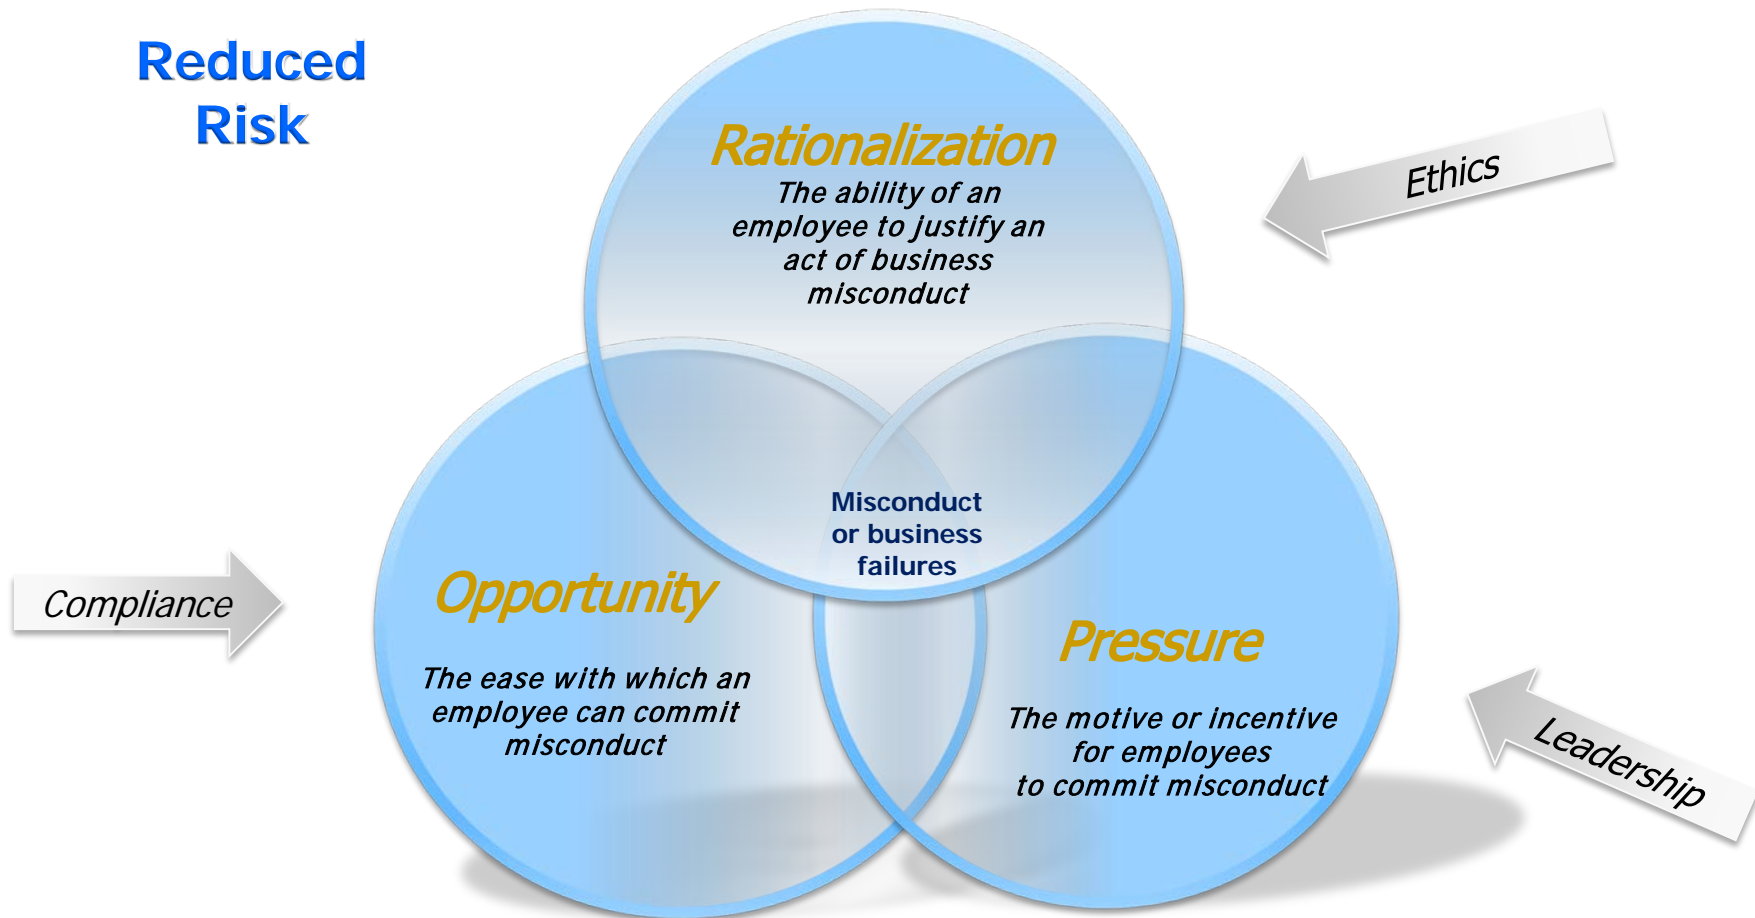 Reduced
Risk
Rationalization
The ability of an
employee to justify an
act of business
misconduct
Ethics
Misconduct
or business
failures
Compliance
Opportunity
The ease with which an
employee can commit
misconduct
Pressure
The motive or incentive
for employees
to commit misconduct
Leadership